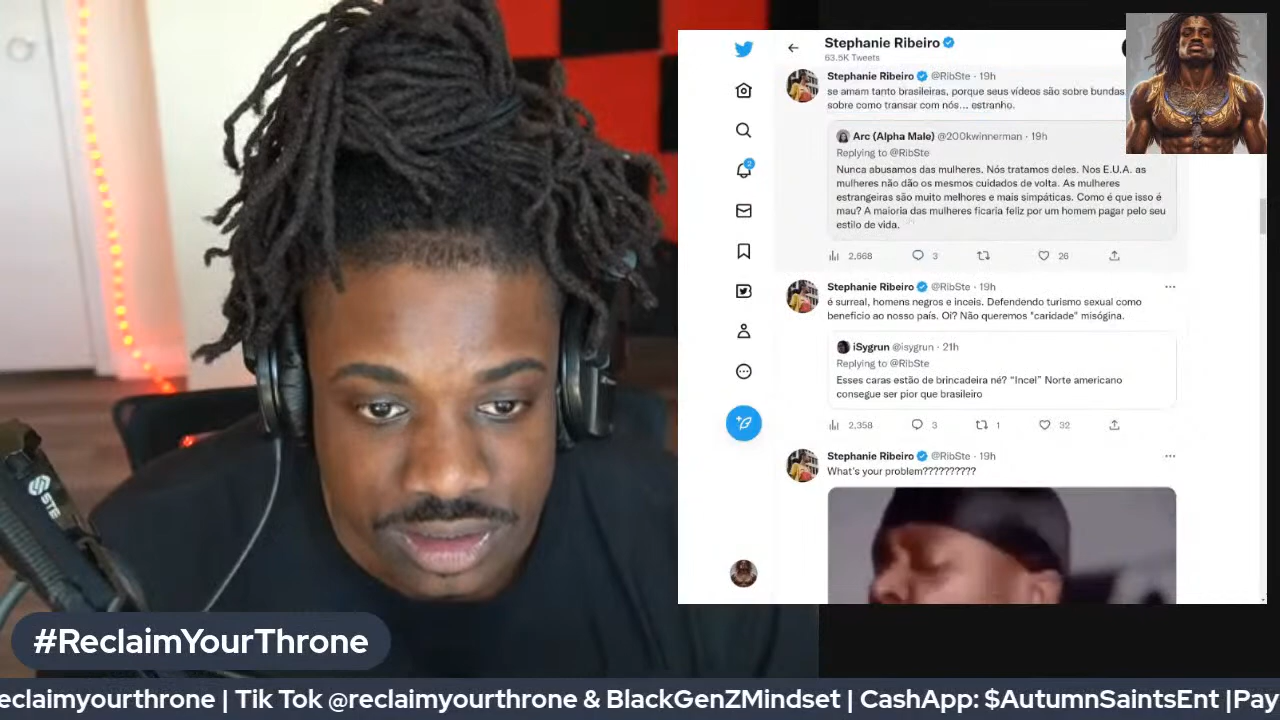 Stephanie Ribeiro
63.5K Tweets
Stephanie Ribeiro @RibSte · 19h
se amam tanto brasileiras, porque seus vídeos são sobre bundas
sobre como transar com nós... estranho.
Arc (Alpha Male) @200kwinnerman · 19h
Replying to @RibSte
Nunca abusamos das mulheres. Nós tratamos deles. Nos E.U.A. as
mulheres não dão os mesmos cuidados de volta. As mulheres
estrangeiras são muito melhores e mais simpáticas. Como é que isso é
mau? A maioria das mulheres ficaria feliz por um homem pagar pelo seu
estilo de vida.
2,668 3 26
Stephanie Ribeiro @RibSte · 19h
é surreal, homens negros e inceis. Defendendo turismo sexual como
benefício ao nosso país. Oi? Não queremos "caridade" misógina.
iSygrun @isygrun · 21h
Replying to @RibSte
Esses caras estão de brincadeira né? “Incel” Norte americano
consegue ser pior que brasileiro
2,358 3 1 32
Stephanie Ribeiro @RibSte · 19h
What's your problem??????????
2
STE
#ReclaimYourThrone
eclaimyourthrone | Tik Tok @reclaimyourthrone & BlackGenZMindset | CashApp: $AutumnSaintsEnt |Pay